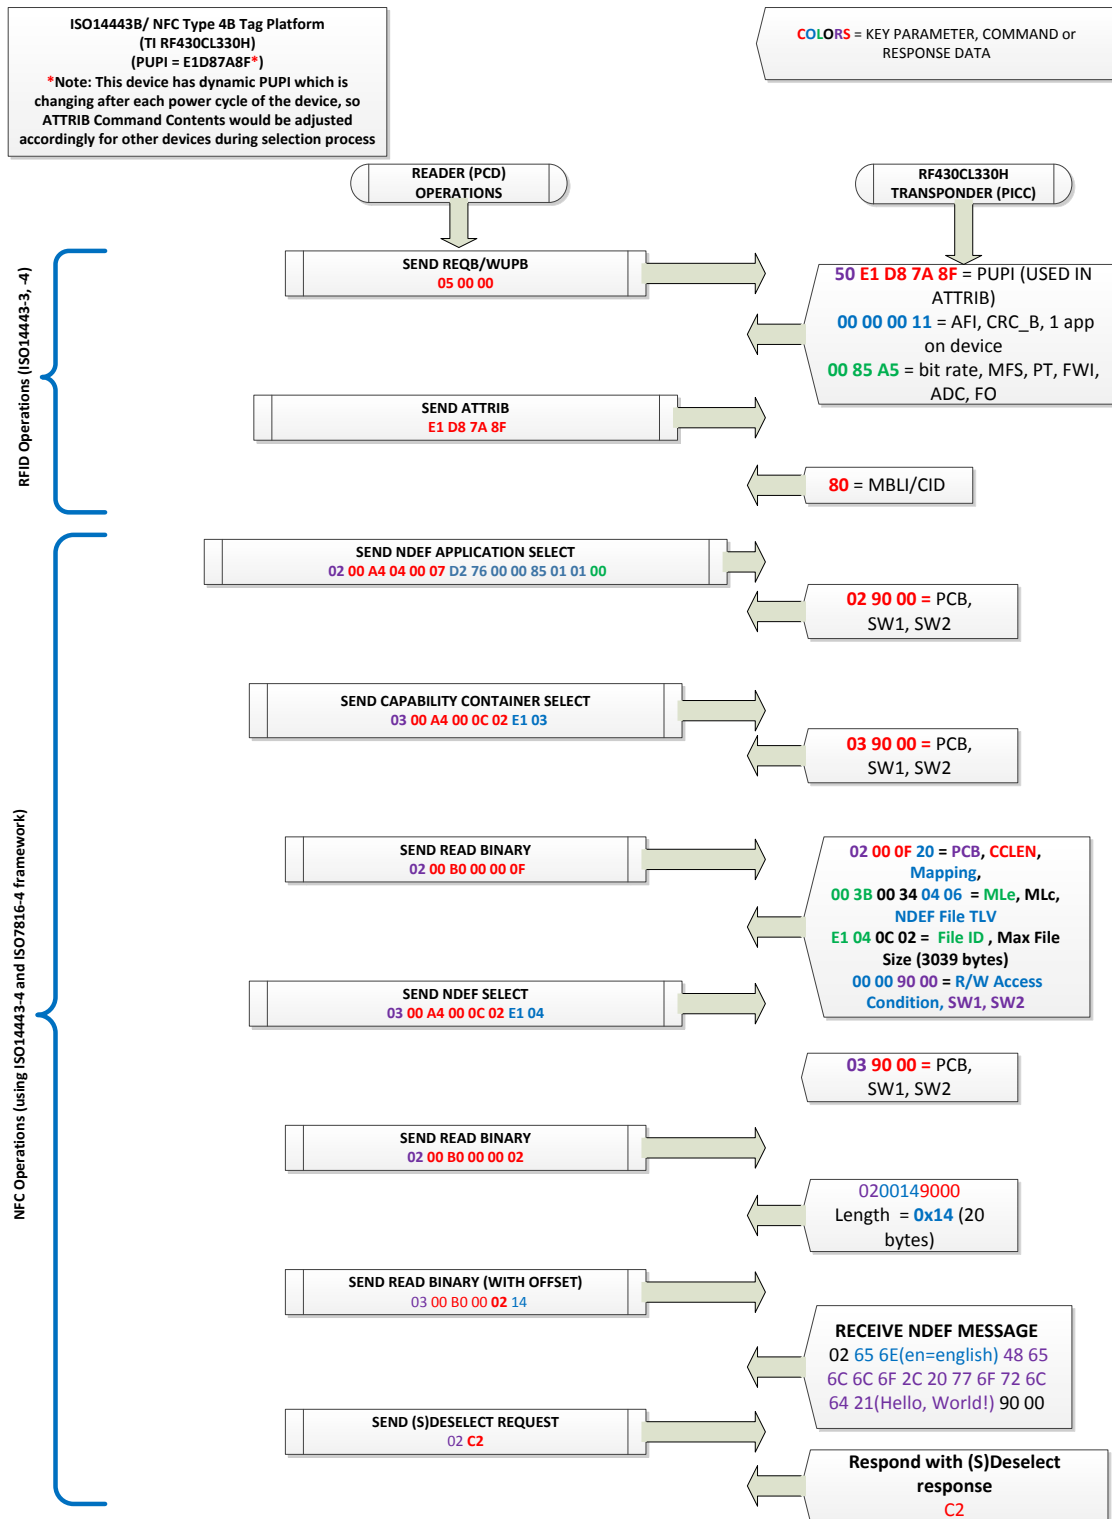 ISO14443B/ NFC Type 4B Tag Platform
(TI RF430CL330H)
(PUPI = E1D87A8F*)
*Note: This device has dynamic PUPI which is
changing after each power cycle of the device, so
ATTRIB Command Contents would be adjusted
accordingly for other devices during selection process
COLORS = KEY PARAMETER, COMMAND or
RESPONSE DATA
READER (PCD)
OPERATIONS
RF430CL330H
TRANSPONDER (PICC)
RFID Operations (ISO14443-3, -4)
SEND REQB/WUPB
05 00 00
50 E1 D8 7A 8F = PUPI (USED IN
ATTRIB)
00 00 00 11 = AFI, CRC_B, 1 app
on device
00 85 A5 = bit rate, MFS, PT, FWI,
ADC, FO
SEND ATTRIB
E1 D8 7A 8F
80 = MBLI/CID
NFC Operations (using ISO14443-4 and ISO7816-4 framework)
SEND NDEF APPLICATION SELECT
02 00 A4 04 00 07 D2 76 00 00 85 01 01 00
02 90 00 = PCB,
SW1, SW2
SEND CAPABILITY CONTAINER SELECT
03 00 A4 00 0C 02 E1 03
03 90 00 = PCB,
SW1, SW2
SEND READ BINARY
02 00 B0 00 00 0F
02 00 0F 20 = PCB, CCLEN,
Mapping,
00 3B 00 34 04 06 = MLe, MLc,
NDEF File TLV
E1 04 0C 02 = File ID , Max File
Size (3039 bytes)
00 00 90 00 = R/W Access
Condition, SW1, SW2
SEND NDEF SELECT
03 00 A4 00 0C 02 E1 04
03 90 00 = PCB,
SW1, SW2
SEND READ BINARY
02 00 B0 00 00 02
0200149000
Length = 0x14 (20
bytes)
SEND READ BINARY (WITH OFFSET)
03 00 B0 00 02 14
RECEIVE NDEF MESSAGE
02 65 6E(en=english) 48 65
6C 6C 6F 2C 20 77 6F 72 6C
64 21(Hello, World!) 90 00
SEND (S)DESELECT REQUEST
02 C2
Respond with (S)Deselect
response
C2